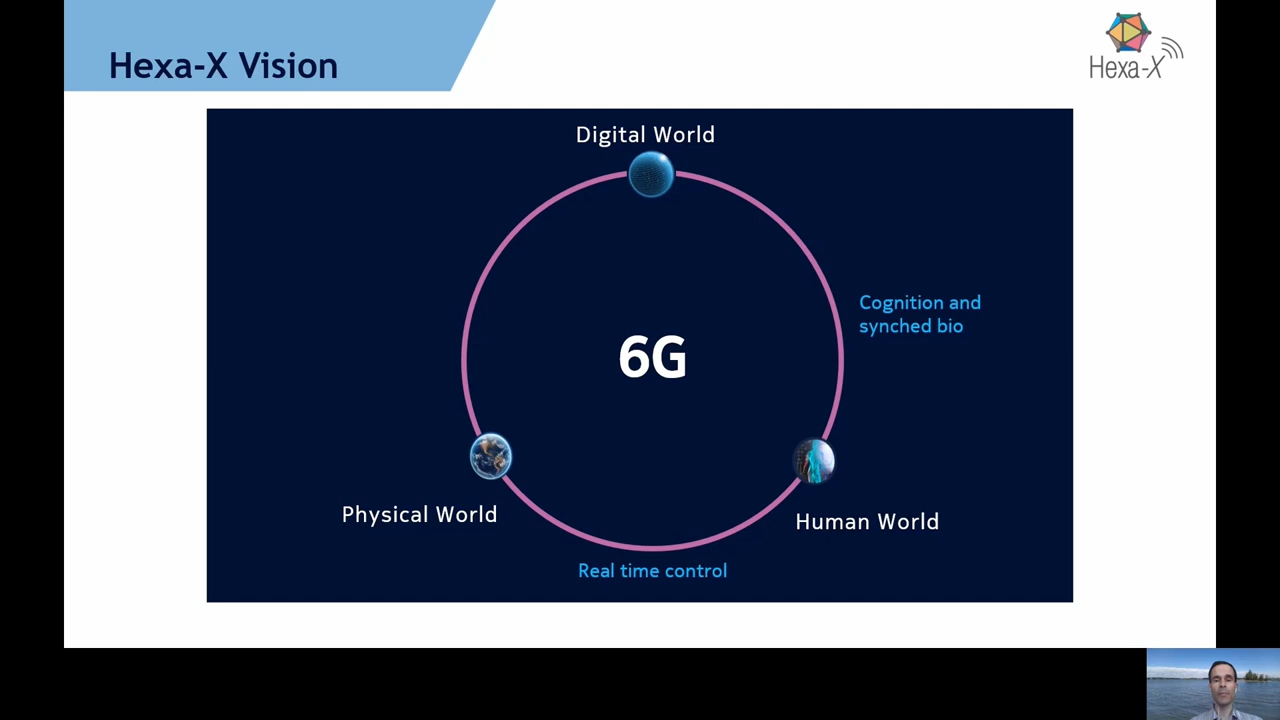 Hexa-X Vision
Hexa-X
Digital World
Cognition and
synched bio
6G
Physical World
Human World
Real time control